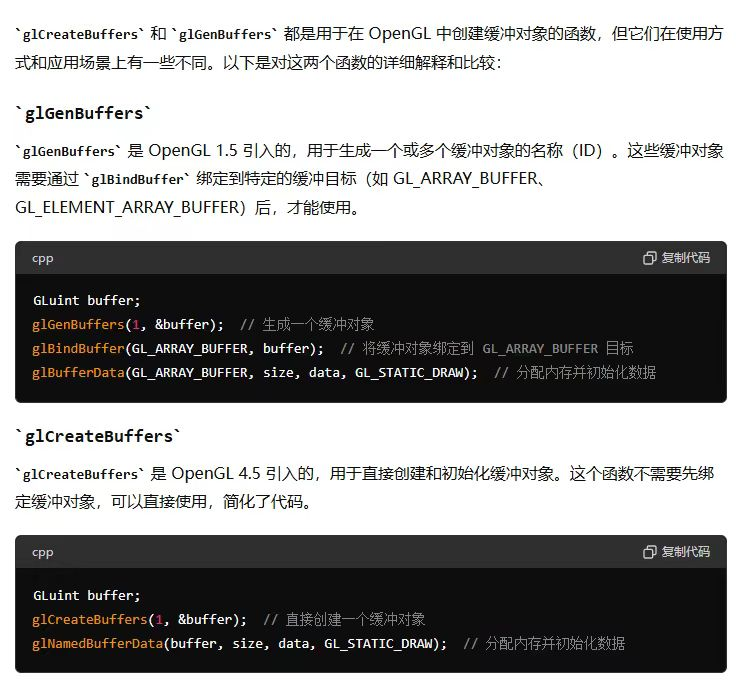 `glCreateBuffers` 和 `glGenBuffers` 都是用于在 OpenGL 中创建缓冲对象的函数，但它们在使用方
式和应用场景上有一些不同。以下是对这两个函数的详细解释和比较：
`glGenBuffers`
`glGenBuffers` 是 OpenGL 1.5 引入的，用于生成一个或多个缓冲对象的名称（ID）。这些缓冲对象
需要通过 `glBindBuffer` 绑定到特定的缓冲目标（如 GL_ARRAY_BUFFER、
GL_ELEMENT_ARRAY_BUFFER）后，才能使用。
cpp 复制代码
GLuint buffer;
glGenBuffers(1, &buffer);  // 生成一个缓冲对象
glBindBuffer(GL_ARRAY_BUFFER, buffer);  // 将缓冲对象绑定到 GL_ARRAY_BUFFER 目标
glBufferData(GL_ARRAY_BUFFER, size, data, GL_STATIC_DRAW);  // 分配内存并初始化数据
`glCreateBuffers`
`glCreateBuffers` 是 OpenGL 4.5 引入的，用于直接创建和初始化缓冲对象。这个函数不需要先绑
定缓冲对象，可以直接使用，简化了代码。
cpp 复制代码
GLuint buffer;
glCreateBuffers(1, &buffer);  // 直接创建一个缓冲对象
glNamedBufferData(buffer, size, data, GL_STATIC_DRAW);  // 分配内存并初始化数据